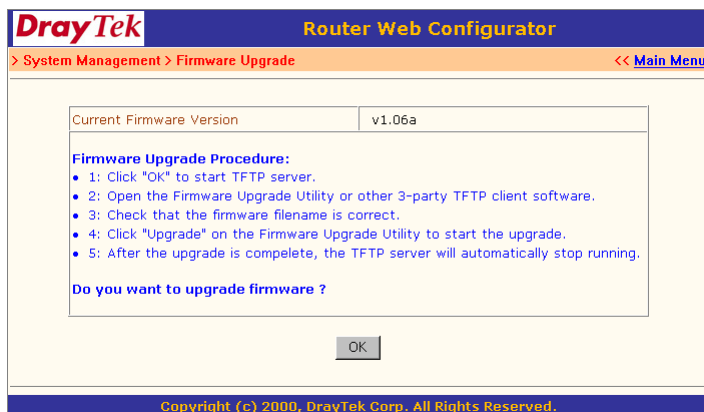 DrayTek Router Web Configurator
> System Management > Firmware Upgrade << Main Menu
Current Firmware Version v1.06a
Firmware Upgrade Procedure:
• 1: Click "OK" to start TFTP server.
• 2: Open the Firmware Upgrade Utility or other 3-party TFTP client software.
• 3: Check that the firmware filename is correct.
• 4: Click "Upgrade" on the Firmware Upgrade Utility to start the upgrade.
• 5: After the upgrade is compelete, the TFTP server will automatically stop running.
Do you want to upgrade firmware ?
OK
Copyright (c) 2000, DrayTek Corp. All Rights Reserved.